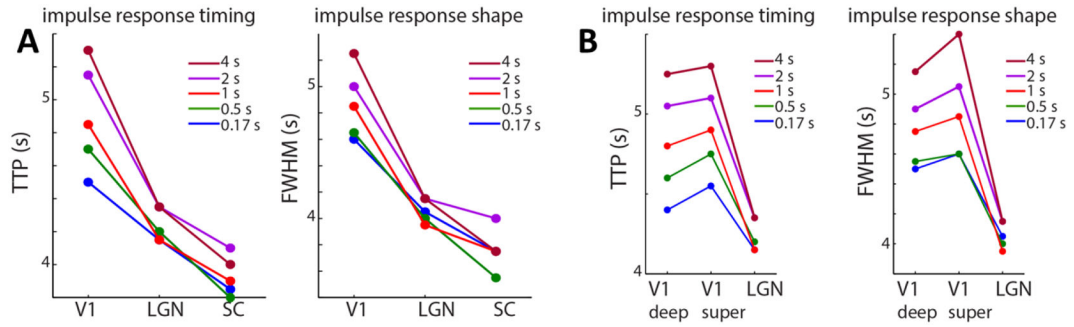 A
impulse response timing
TTP (s)
5
4
4 s
2 s
1 s
0.5 s
0.17 s
V1 LGN SC
impulse response shape
FWHM (s)
5
4
4 s
2 s
1 s
0.5 s
0.17 s
V1 LGN SC
B
impulse response timing
TTP (s)
5
4
4 s
2 s
1 s
0.5 s
0.17 s
V1 V1 LGN
deep super
impulse response shape
FWHM (s)
5
4
4 s
2 s
1 s
0.5 s
0.17 s
V1 V1 LGN
deep super